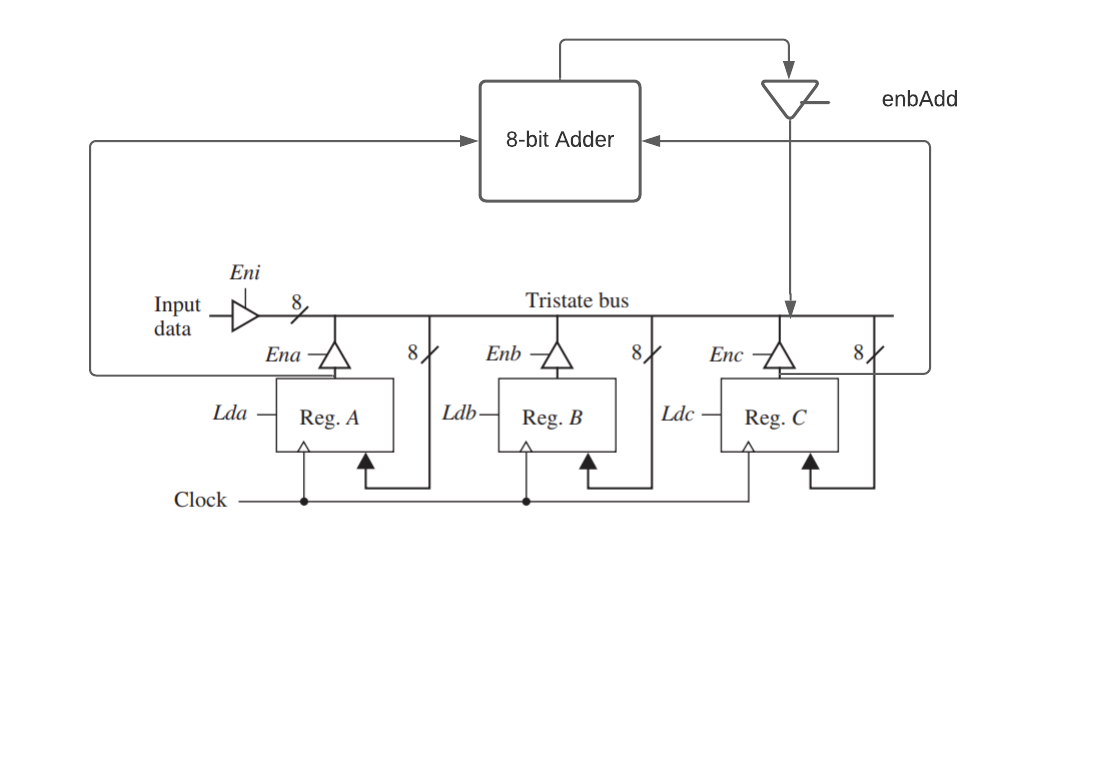 enbAdd
8-bit Adder
Eni
Input
data
8
Tristate bus
Ena
8
Enb
8
Enc
8
Lda
Reg. A
Ldb
Reg. B
Ldc
Reg. C
Clock